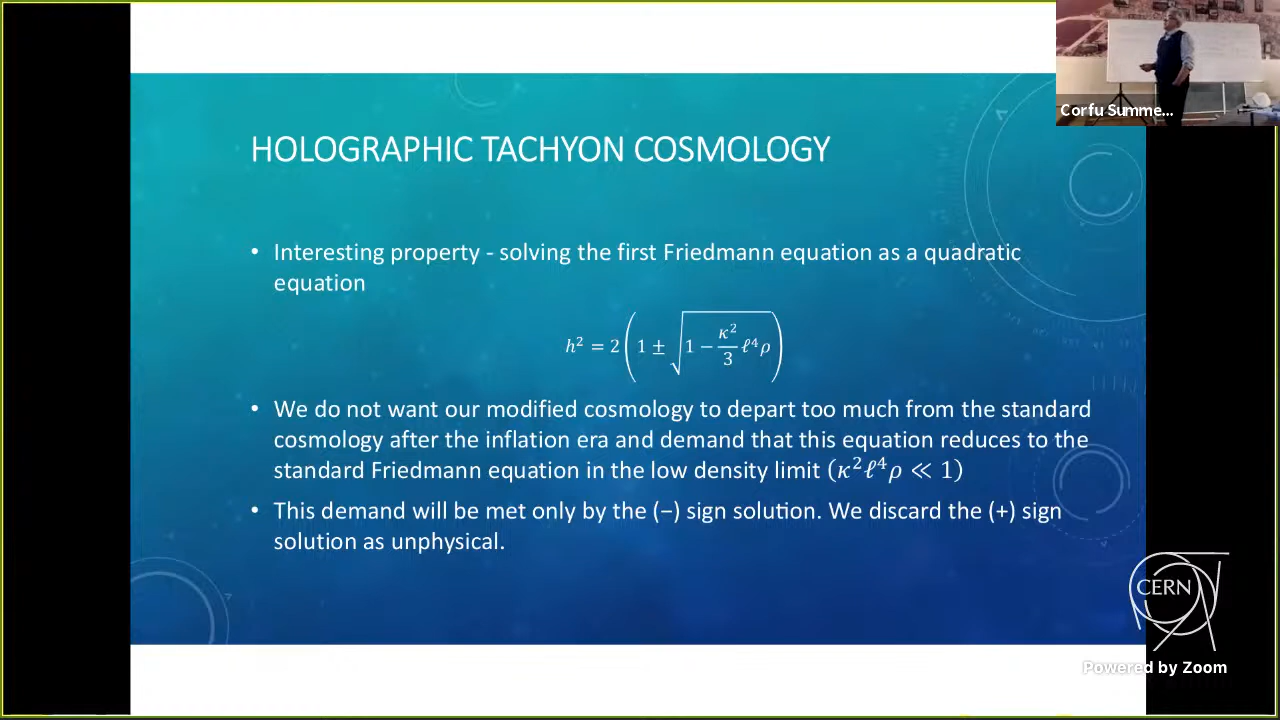 Corfu Summe...
HOLOGRAPHIC TACHYON COSMOLOGY
• Interesting property - solving the first Friedmann equation as a quadratic
equation
h² = 2(1 ± √(1 − κ²/3 ℓ⁴ρ))
• We do not want our modified cosmology to depart too much from the standard
cosmology after the inflation era and demand that this equation reduces to the
standard Friedmann equation in the low density limit (κ²ℓ⁴ρ ≪ 1)
• This demand will be met only by the (−) sign solution. We discard the (+) sign
solution as unphysical.
CERN
Powered by Zoom